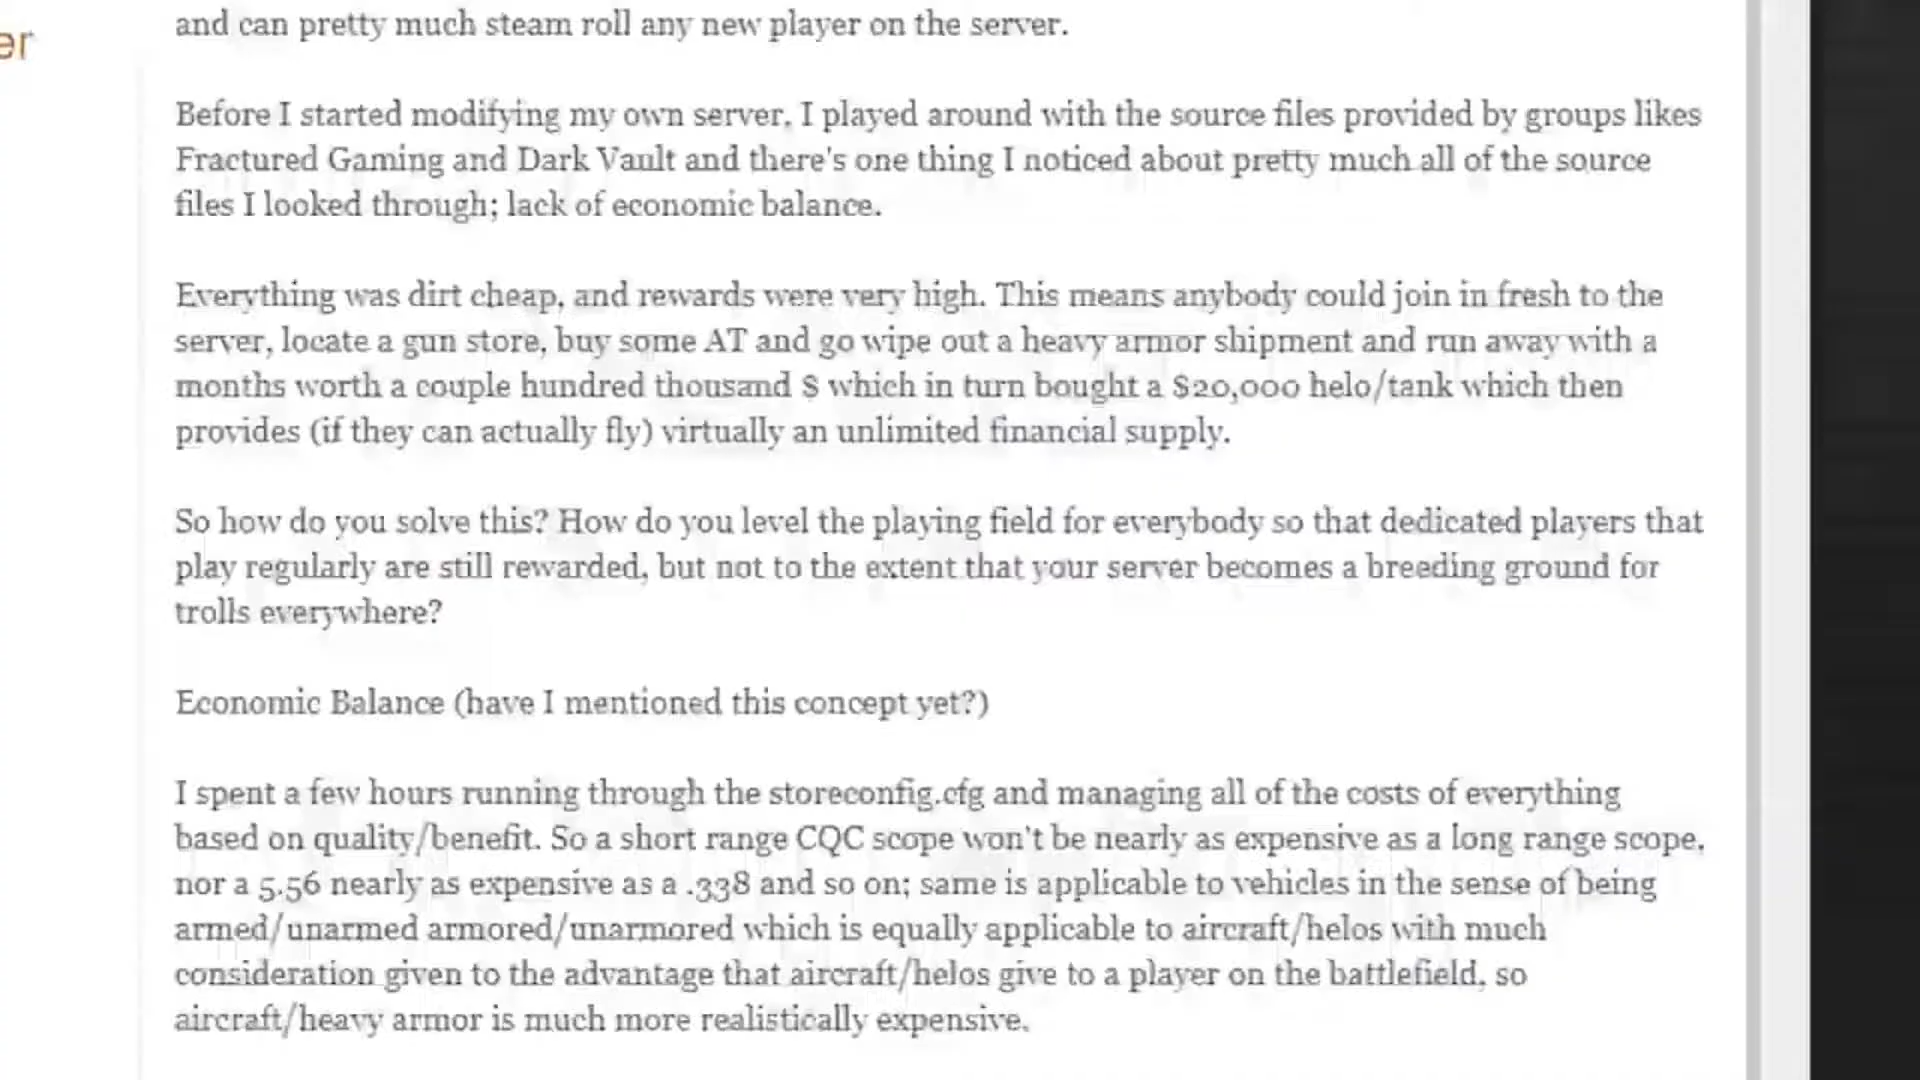 er
and can pretty much steam roll any new player on the server.
Before I started modifying my own server, I played around with the source files provided by groups likes
Fractured Gaming and Dark Vault and there's one thing I noticed about pretty much all of the source
files I looked through; lack of economic balance.
Everything was dirt cheap, and rewards were very high. This means anybody could join in fresh to the
server, locate a gun store, buy some AT and go wipe out a heavy armor shipment and run away with a
months worth a couple hundred thousand $ which in turn bought a $20,000 helo/tank which then
provides (if they can actually fly) virtually an unlimited financial supply.
So how do you solve this? How do you level the playing field for everybody so that dedicated players that
play regularly are still rewarded, but not to the extent that your server becomes a breeding ground for
trolls everywhere?
Economic Balance (have I mentioned this concept yet?)
I spent a few hours running through the storeconfig.cfg and managing all of the costs of everything
based on quality/benefit. So a short range CQC scope won't be nearly as expensive as a long range scope,
nor a 5.56 nearly as expensive as a .338 and so on; same is applicable to vehicles in the sense of being
armed/unarmed armored/unarmored which is equally applicable to aircraft/helos with much
consideration given to the advantage that aircraft/helos give to a player on the battlefield, so
aircraft/heavy armor is much more realistically expensive.